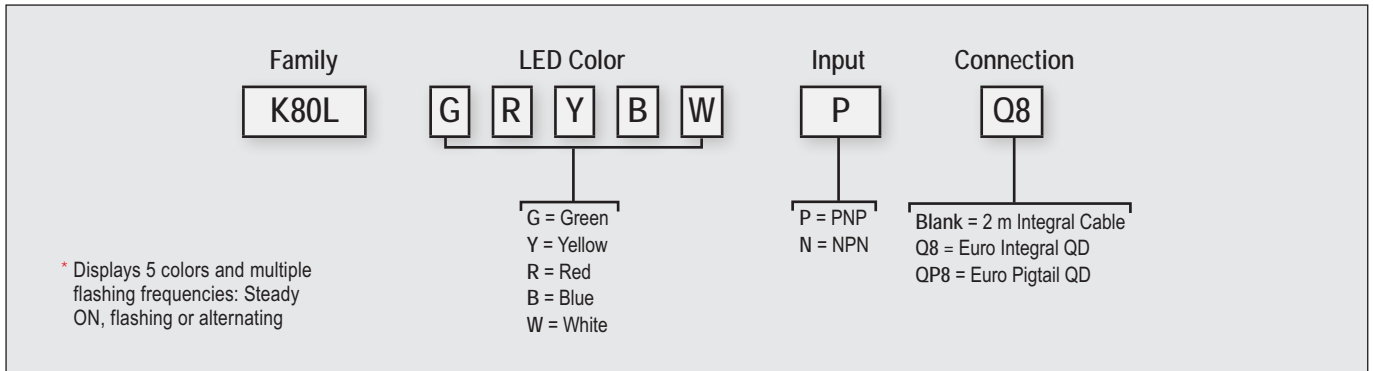 Family LED Color Input Connection
K80L G R Y B W P Q8
G = Green
Y = Yellow
R = Red
B = Blue
W = White
P = PNP
N = NPN
Blank = 2 m Integral Cable
Q8 = Euro Integral QD
QP8 = Euro Pigtail QD
* Displays 5 colors and multiple
flashing frequencies: Steady
ON, flashing or alternating